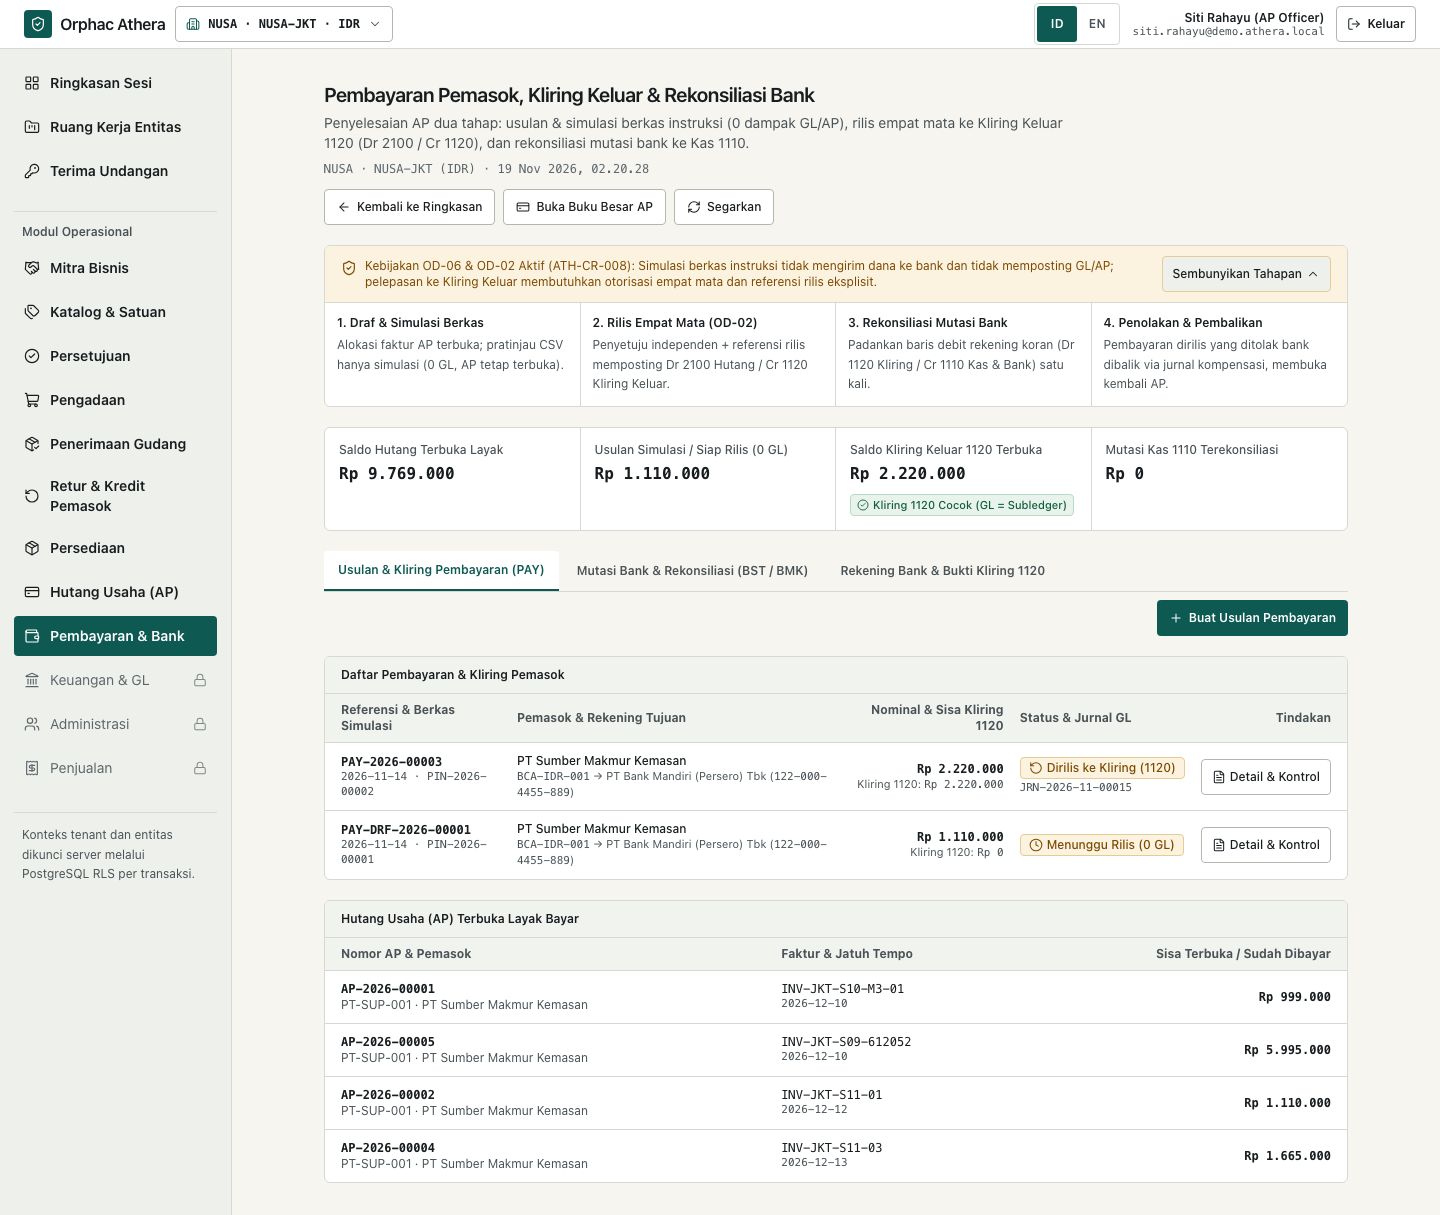 Orphac Athera
NUSA · NUSA-JKT · IDR
ID
EN
Siti Rahayu (AP Officer)
siti.rahayu@demo.athera.local
Keluar
Ringkasan Sesi
Ruang Kerja Entitas
Terima Undangan
Modul Operasional
Mitra Bisnis
Katalog & Satuan
Persetujuan
Pengadaan
Penerimaan Gudang
Retur & Kredit
Pemasok
Persediaan
Hutang Usaha (AP)
Pembayaran & Bank
Keuangan & GL
Administrasi
Penjualan
Konteks tenant dan entitas
dikunci server melalui
PostgreSQL RLS per transaksi.
Pembayaran Pemasok, Kliring Keluar & Rekonsiliasi Bank
Penyelesaian AP dua tahap: usulan & simulasi berkas instruksi (0 dampak GL/AP), rilis empat mata ke Kliring Keluar
1120 (Dr 2100 / Cr 1120), dan rekonsiliasi mutasi bank ke Kas 1110.
NUSA · NUSA-JKT (IDR) · 19 Nov 2026, 02.20.28
Kembali ke Ringkasan
Buka Buku Besar AP
Segarkan
Kebijakan OD-06 & OD-02 Aktif (ATH-CR-008): Simulasi berkas instruksi tidak mengirim dana ke bank dan tidak memposting GL/AP;
pelepasan ke Kliring Keluar membutuhkan otorisasi empat mata dan referensi rilis eksplisit.
Sembunyikan Tahapan
1. Draf & Simulasi Berkas
Alokasi faktur AP terbuka; pratinjau CSV
hanya simulasi (0 GL, AP tetap terbuka).
2. Rilis Empat Mata (OD-02)
Penyetuju independen + referensi rilis
memposting Dr 2100 Hutang / Cr 1120
Kliring Keluar.
3. Rekonsiliasi Mutasi Bank
Padankan baris debit rekening koran (Dr
1120 Kliring / Cr 1110 Kas & Bank) satu
kali.
4. Penolakan & Pembalikan
Pembayaran dirilis yang ditolak bank
dibalik via jurnal kompensasi, membuka
kembali AP.
Saldo Hutang Terbuka Layak
Rp 9.769.000
Usulan Simulasi / Siap Rilis (0 GL)
Rp 1.110.000
Saldo Kliring Keluar 1120 Terbuka
Rp 2.220.000
Kliring 1120 Cocok (GL = Subledger)
Mutasi Kas 1110 Terekonsiliasi
Rp 0
Usulan & Kliring Pembayaran (PAY)
Mutasi Bank & Rekonsiliasi (BST / BMK)
Rekening Bank & Bukti Kliring 1120
Buat Usulan Pembayaran
Daftar Pembayaran & Kliring Pemasok
Referensi & Berkas
Simulasi
Pemasok & Rekening Tujuan
Nominal & Sisa Kliring
1120
Status & Jurnal GL
Tindakan
PAY-2026-00003
2026-11-14 · PIN-2026-
00002
PT Sumber Makmur Kemasan
BCA-IDR-001 → PT Bank Mandiri (Persero) Tbk (122-000-
4455-889)
Rp 2.220.000
Kliring 1120: Rp 2.220.000
Dirilis ke Kliring (1120)
JRN-2026-11-00015
Detail & Kontrol
PAY-DRF-2026-00001
2026-11-14 · PIN-2026-
00001
PT Sumber Makmur Kemasan
BCA-IDR-001 → PT Bank Mandiri (Persero) Tbk (122-000-
4455-889)
Rp 1.110.000
Kliring 1120: Rp 0
Menunggu Rilis (0 GL)
Detail & Kontrol
Hutang Usaha (AP) Terbuka Layak Bayar
Nomor AP & Pemasok
Faktur & Jatuh Tempo
Sisa Terbuka / Sudah Dibayar
AP-2026-00001
PT-SUP-001 · PT Sumber Makmur Kemasan
INV-JKT-S10-M3-01
2026-12-10
Rp 999.000
AP-2026-00005
PT-SUP-001 · PT Sumber Makmur Kemasan
INV-JKT-S09-612052
2026-12-10
Rp 5.995.000
AP-2026-00002
PT-SUP-001 · PT Sumber Makmur Kemasan
INV-JKT-S11-01
2026-12-12
Rp 1.110.000
AP-2026-00004
PT-SUP-001 · PT Sumber Makmur Kemasan
INV-JKT-S11-03
2026-12-13
Rp 1.665.000